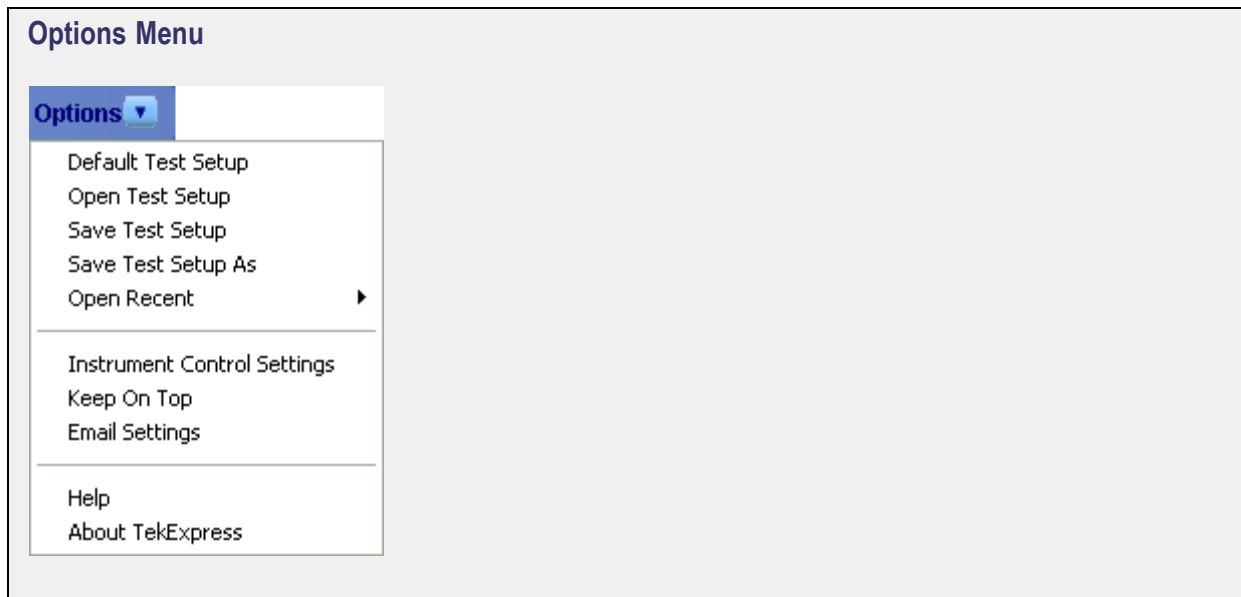 Options Menu
Options
Default Test Setup
Open Test Setup
Save Test Setup
Save Test Setup As
Open Recent
Instrument Control Settings
Keep On Top
Email Settings
Help
About TekExpress